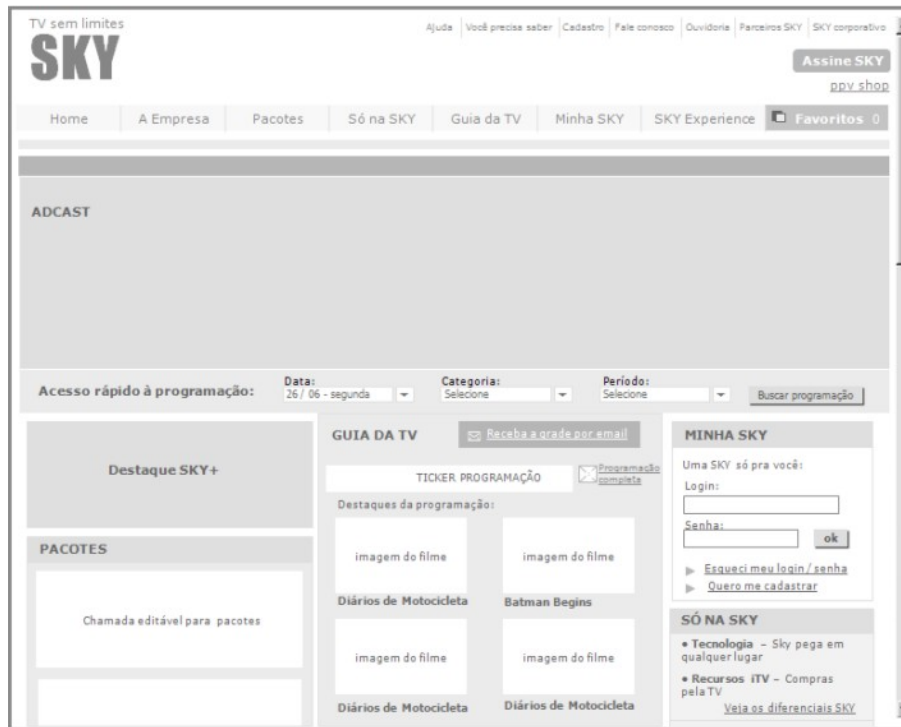 TV sem limites
SKY
Ajuda Você precisa saber Cadastro Fale conosco Ouvidoria Parceiros SKY SKY corporativo
Assine SKY
ppv shop
Home A Empresa Pacotes Só na SKY Guia da TV Minha SKY SKY Experience Favoritos 0
ADCAST
Acesso rápido à programação:
Data:
26 / 06 - segunda
Categoria:
Selecione
Período:
Selecione
Buscar programação
Destaque SKY+
PACOTES
Chamada editável para pacotes
GUIA DA TV
Receba a grade por email
TICKER PROGRAMAÇÃO
Programação
completa
Destaques da programação:
imagem do filme
imagem do filme
Diários de Motocicleta
Batman Begins
imagem do filme
imagem do filme
Diários de Motocicleta
Diários de Motocicleta
MINHA SKY
Uma SKY só pra você:
Login:
Senha:
ok
Esqueci meu login / senha
Quero me cadastrar
SÓ NA SKY
• Tecnologia – Sky pega em
qualquer lugar
• Recursos iTV – Compras
pela TV
Veja os diferenciais SKY